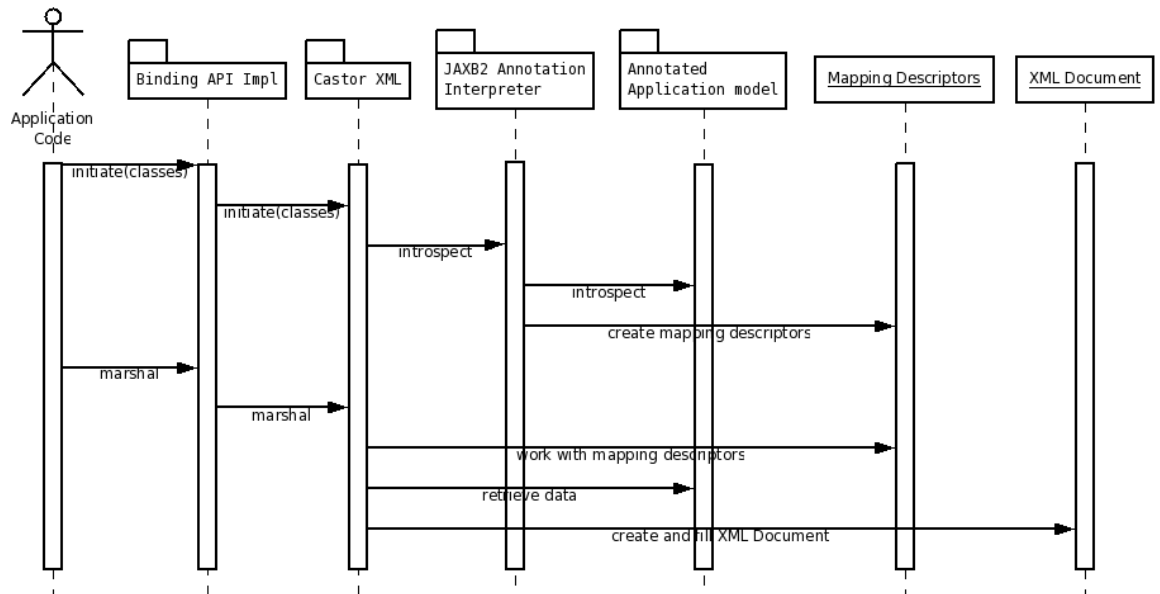 Application
Code
Binding API Impl
Castor XML
JAXB2 Annotation
Interpreter
Annotated
Application model
Mapping Descriptors
XML Document
initiate(classes)
initiate(classes)
introspect
introspect
create mapping descriptors
marshal
marshal
work with mapping descriptors
retrieve data
create and fill XML Document